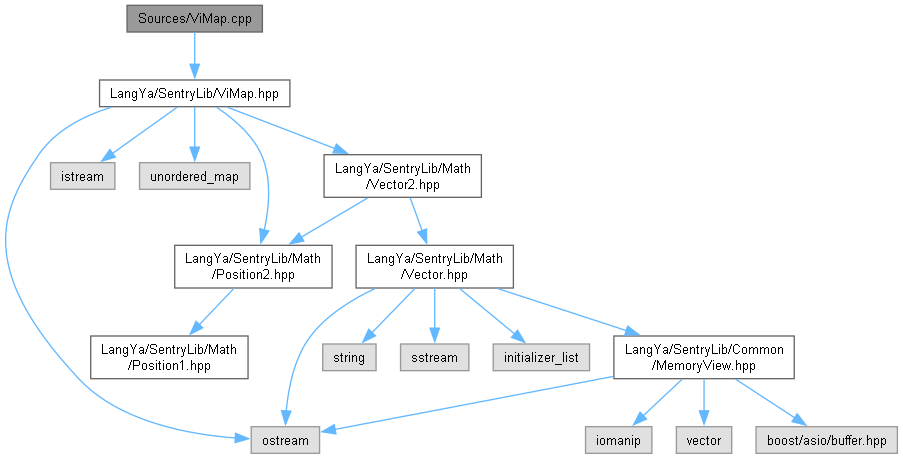 Sources/ViMap.cpp
LangYa/SentryLib/ViMap.hpp
istream
unordered_map
LangYa/SentryLib/Math
/Vector2.hpp
LangYa/SentryLib/Math
/Position2.hpp
LangYa/SentryLib/Math
/Vector.hpp
LangYa/SentryLib/Math
/Position1.hpp
string
sstream
initializer_list
LangYa/SentryLib/Common
/MemoryView.hpp
ostream
iomanip
vector
boost/asio/buffer.hpp